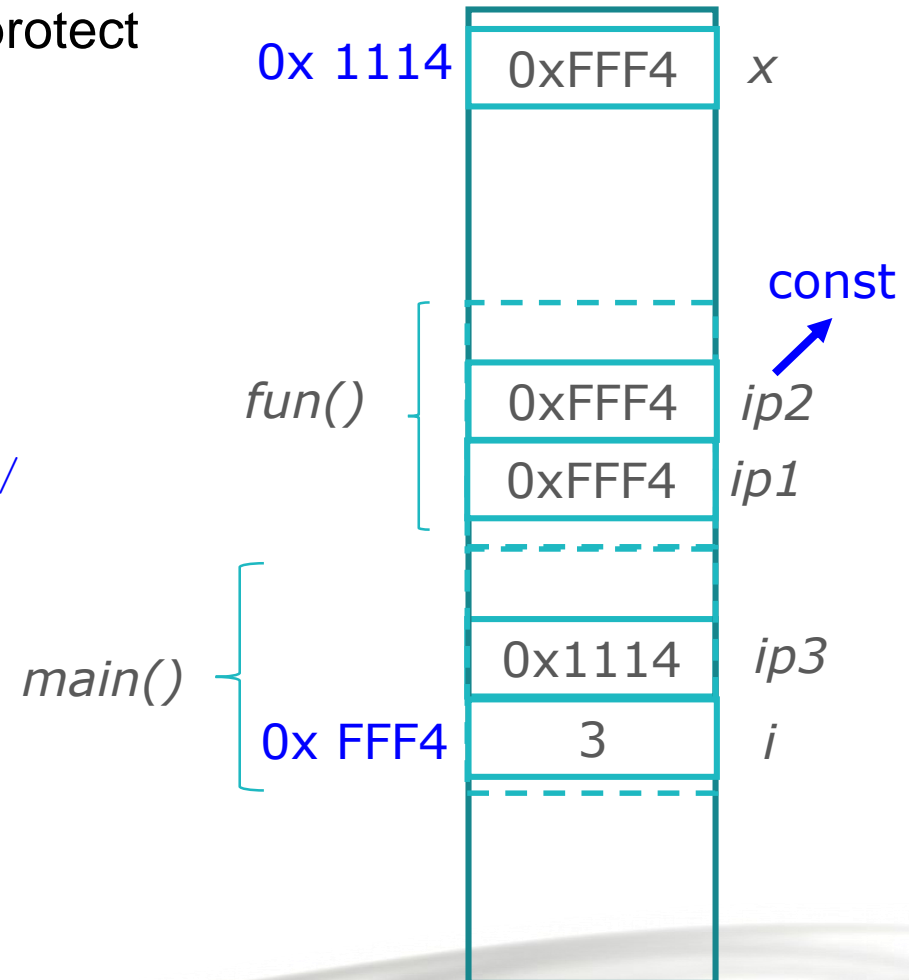 protect
0x 1114 0xFFF4 x
const
fun() 0xFFF4 ip2
/
0xFFF4 ip1
main() 0x1114 ip3
0x FFF4 3 i